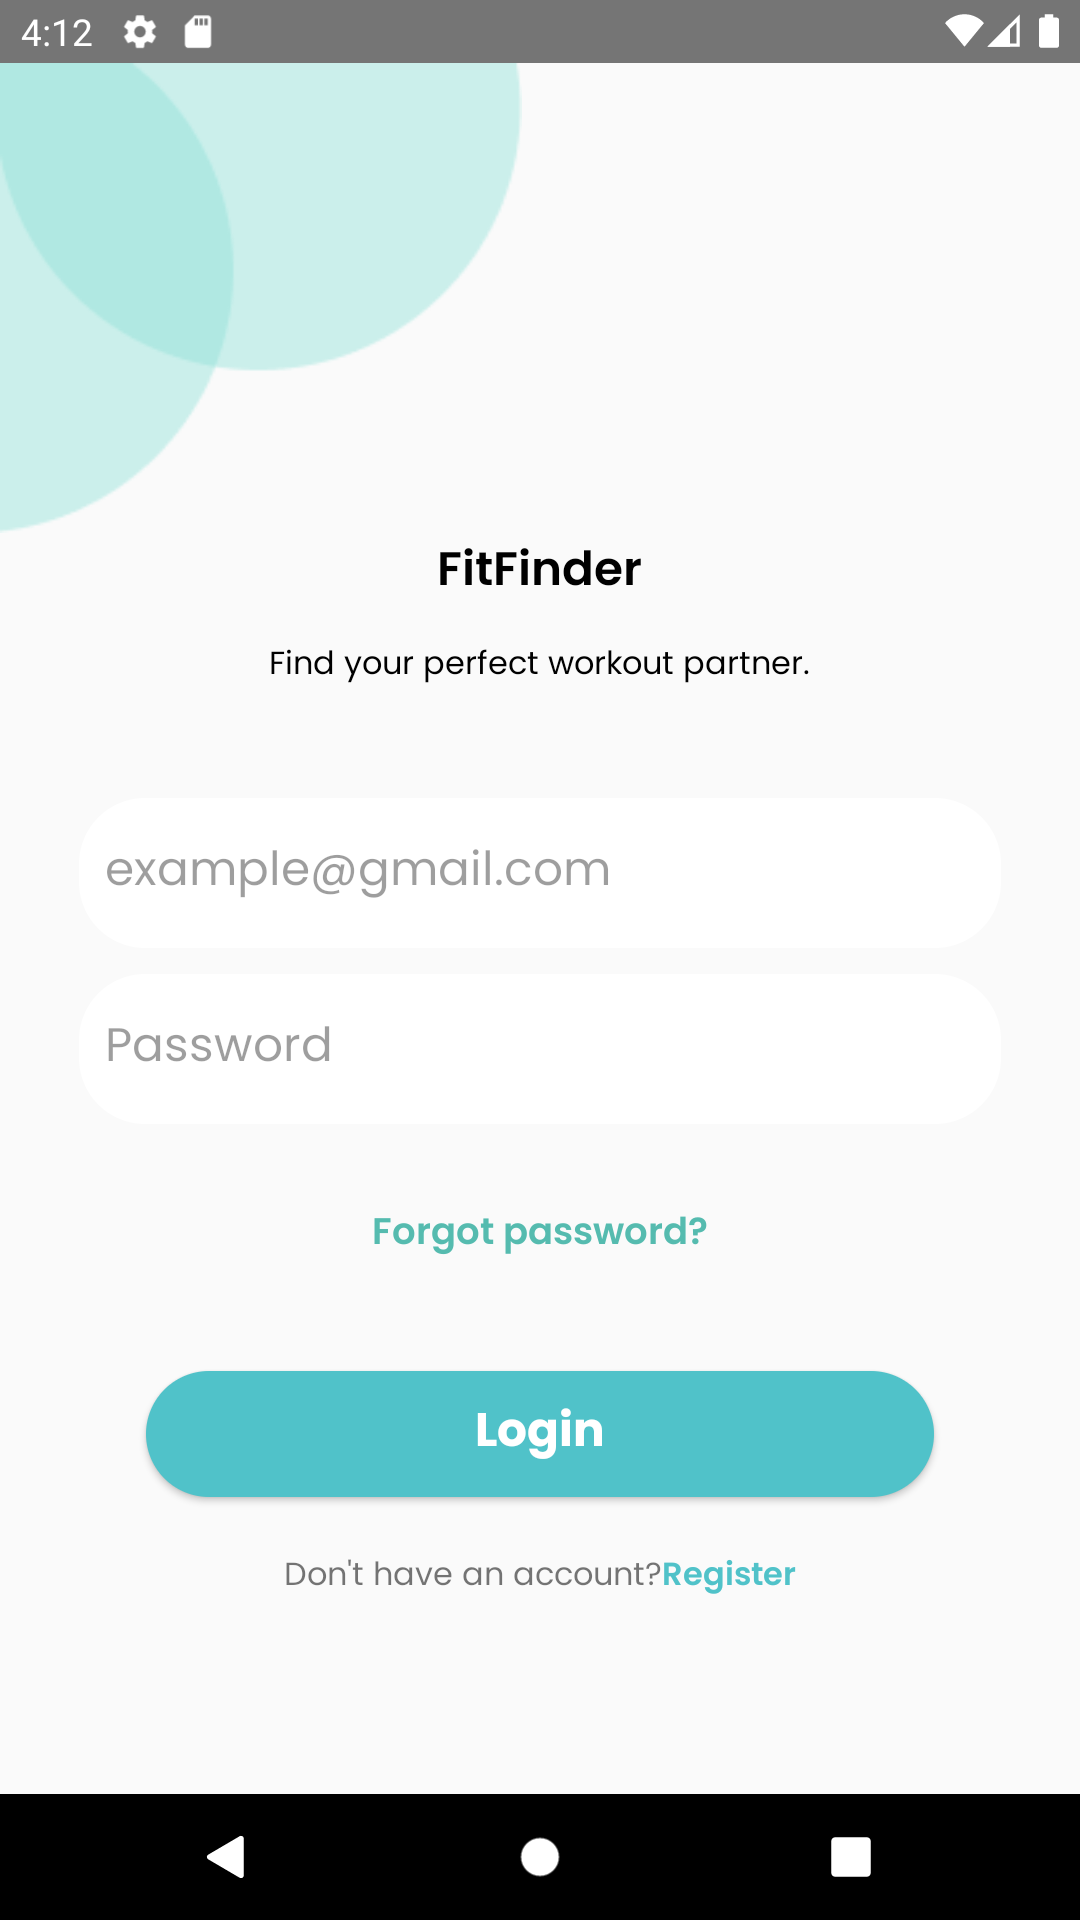 4:12
FitFinder
Find your perfect workout partner.
example@gmail.com
Password
Forgot password?
Login
Don't have an account?Register